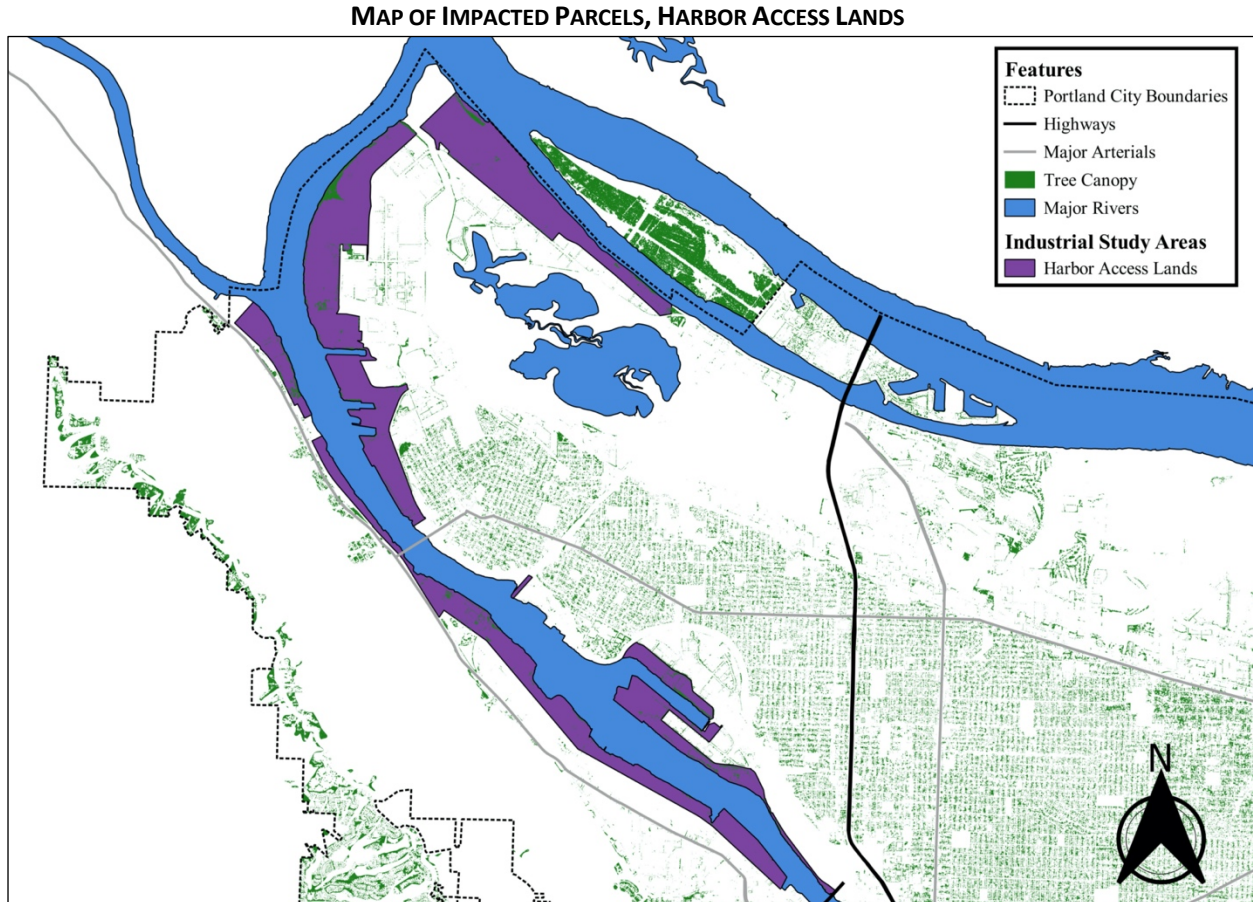 MAP OF IMPACTED PARCELS, HARBOR ACCESS LANDS
Features
Portland City Boundaries
Highways
Major Arterials
Tree Canopy
Major Rivers
Industrial Study Areas
Harbor Access Lands
N